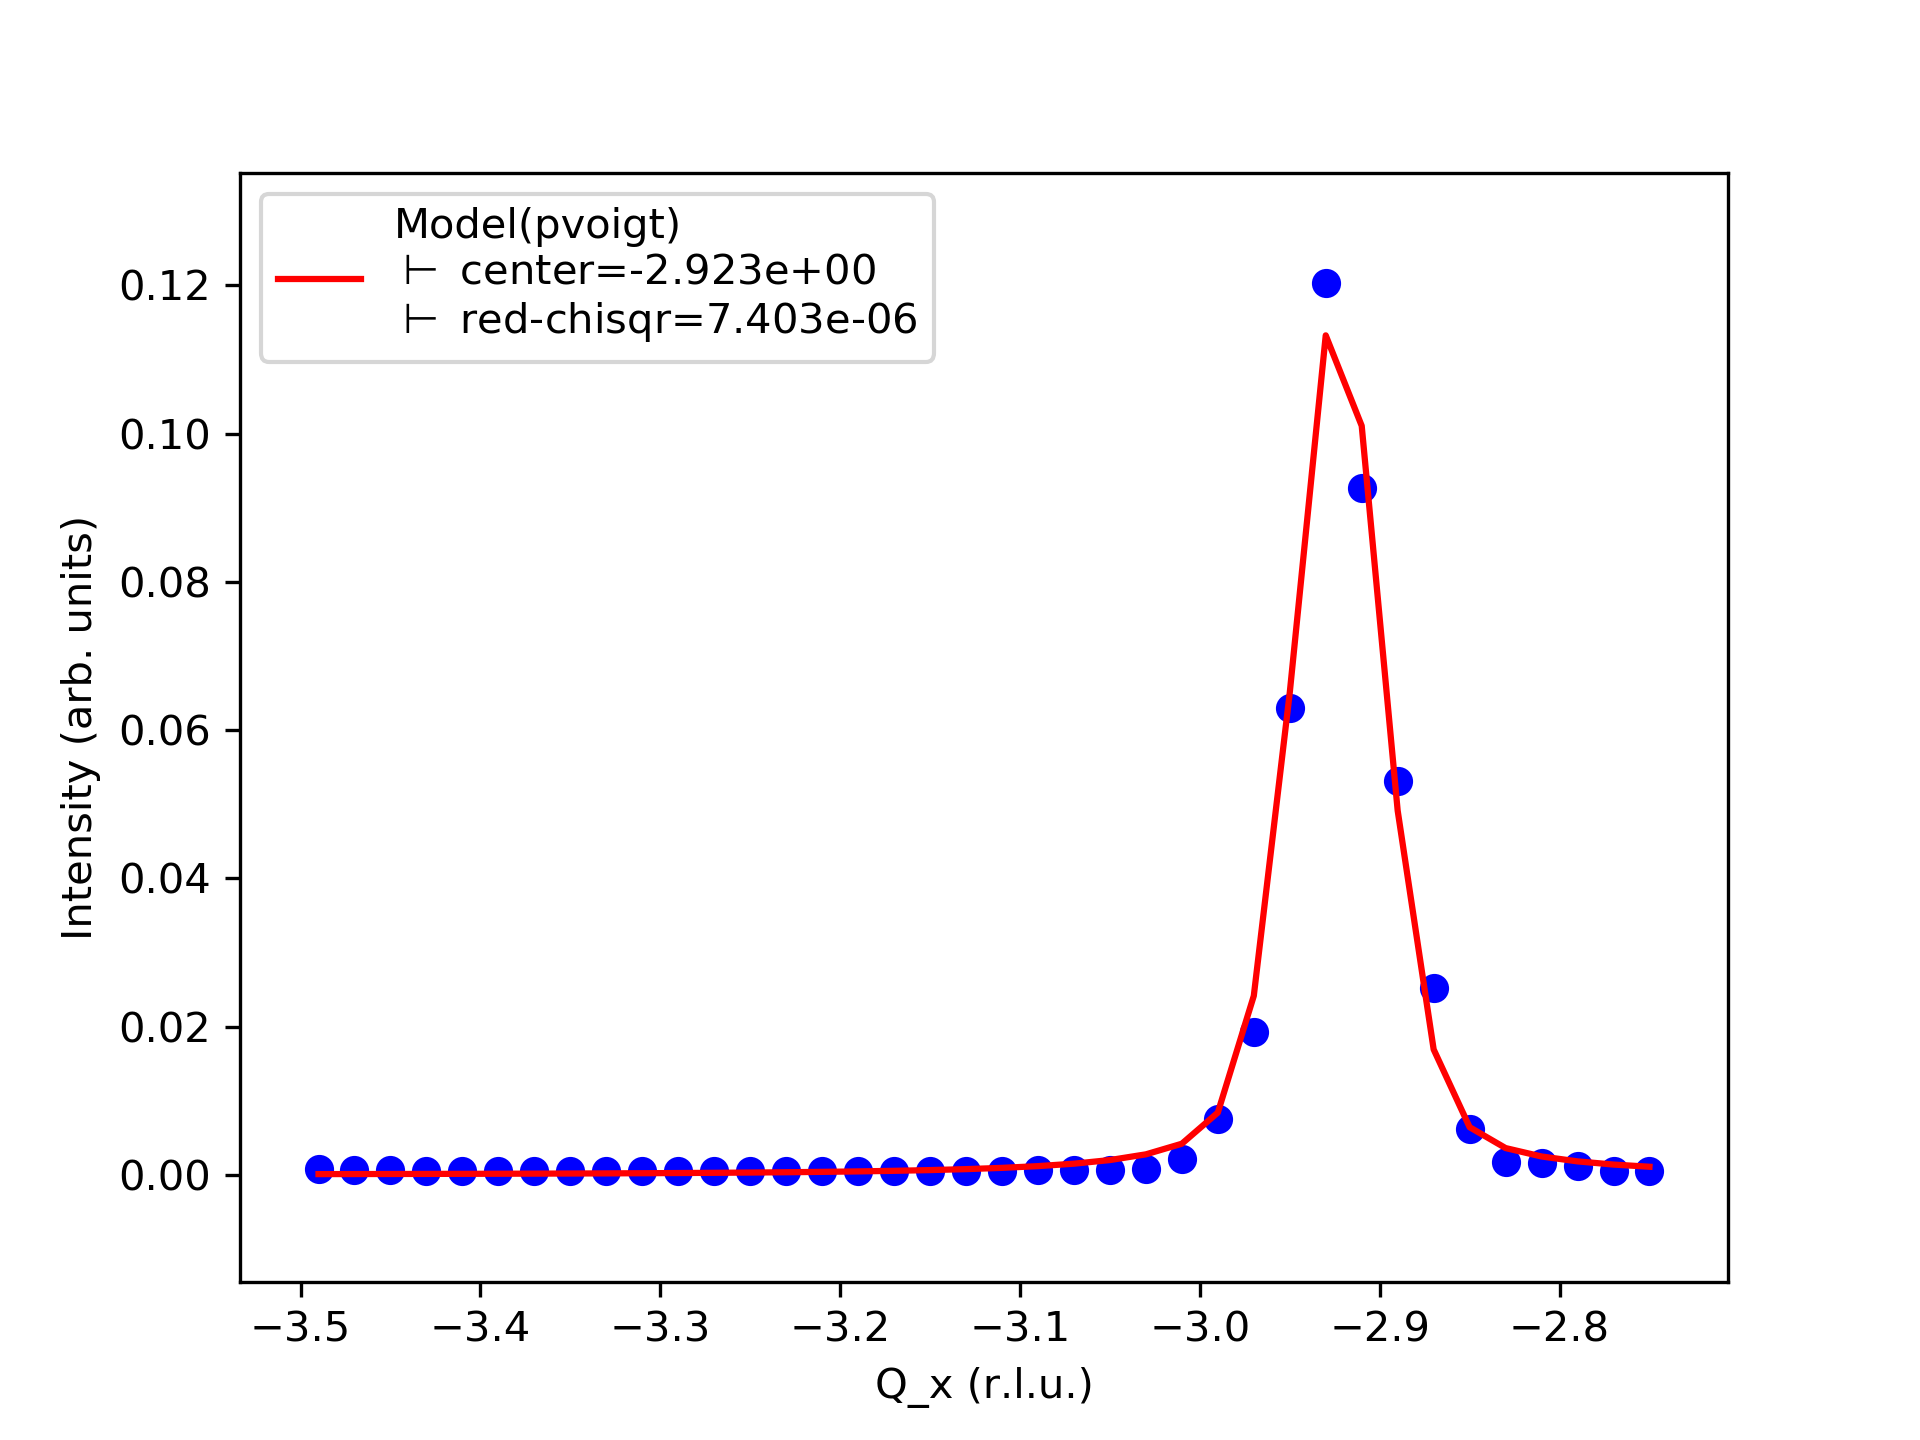 Model(pvoigt)
⊢ center=-2.923e+00
⊢ red-chisqr=7.403e-06
0.12
0.10
0.08
0.06
0.04
0.02
0.00
Intensity (arb. units)
−3.5 −3.4 −3.3 −3.2 −3.1 −3.0 −2.9 −2.8
Q_x (r.l.u.)